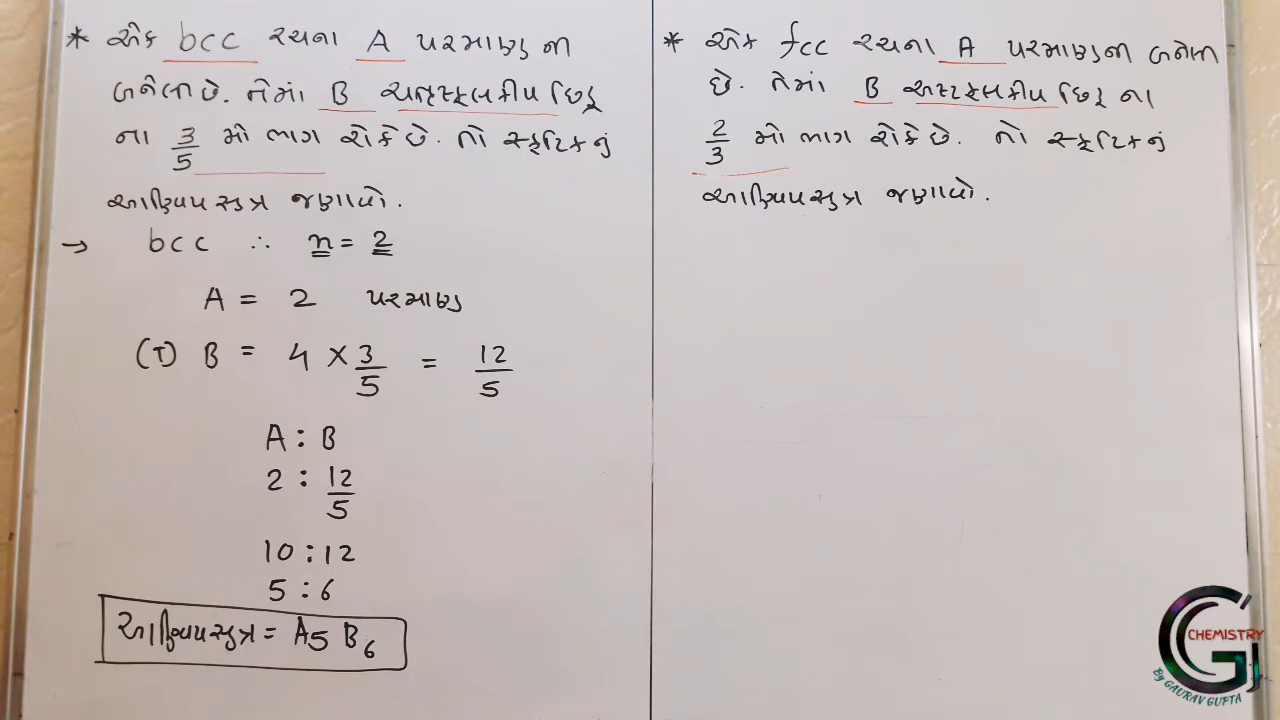 * એક bcc રચના A પરમાણુ ની
બનેલી છે. તેમાં B ચતુષ્ફલકીય છિદ્ર
ના 3/5 માં ભાગ રોકે છે. તો સ્ફટિકનું
આણ્વિયસુત્ર જણાવો.
→ bcc ∴ n = 2
A = 2 પરમાણુ
(T) B = 4 × 3/5 = 12/5
A : B
2 : 12/5
10 : 12
5 : 6
આણ્વિયસુત્ર = A5 B6
* એક fcc રચના A પરમાણુની બનેલી
છે. તેમાં B અષ્ટફલકીય છિદ્ર ના
2/3 માં ભાગ રોકે છે. તો સ્ફટિકનું
આણ્વિયસુત્ર જણાવો.
CHEMISTRY
By GAURAV GUPTA